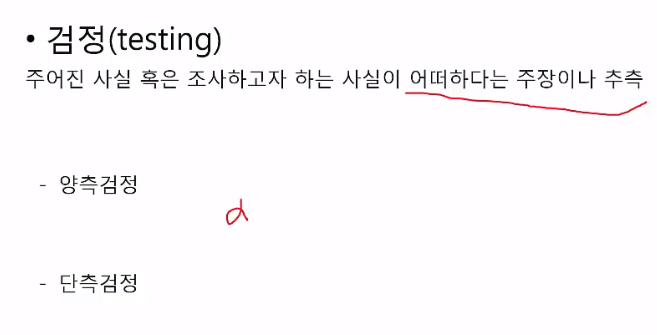 • 검정(testing)
주어진 사실 혹은 조사하고자 하는 사실이 어떠하다는 주장이나 추측
- 양측검정
α
- 단측검정